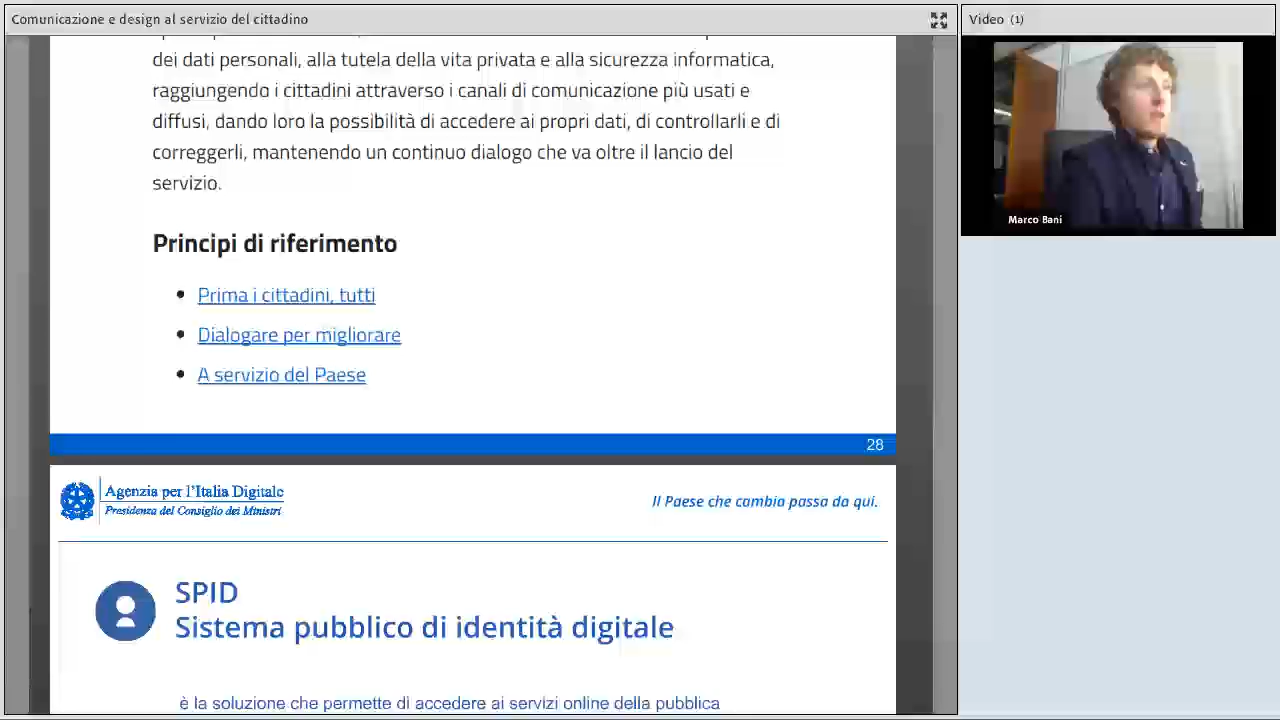 Comunicazione e design al servizio del cittadino
Video (1)
dei dati personali, alla tutela della vita privata e alla sicurezza informatica,
raggiungendo i cittadini attraverso i canali di comunicazione più usati e
diffusi, dando loro la possibilità di accedere ai propri dati, di controllarli e di
correggerli, mantenendo un continuo dialogo che va oltre il lancio del
servizio.
Principi di riferimento
Prima i cittadini, tutti
Dialogare per migliorare
A servizio del Paese
28
Agenzia per l'Italia Digitale
Presidenza del Consiglio dei Ministri
Il Paese che cambia passa da qui.
SPID
Sistema pubblico di identità digitale
è la soluzione che permette di accedere ai servizi online della pubblica
Marco Bani